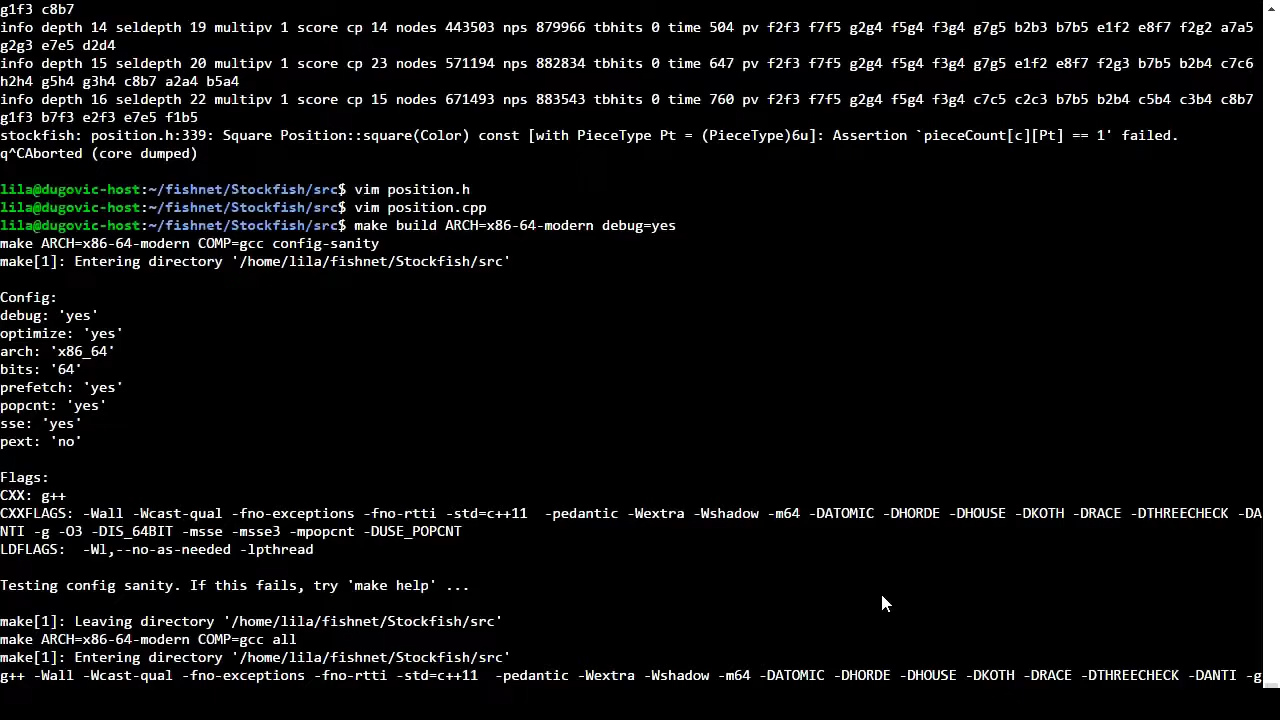 g1f3 c8b7
info depth 14 seldepth 19 multipv 1 score cp 14 nodes 443503 nps 879966 tbhits 0 time 504 pv f2f3 f7f5 g2g4 f5g4 f3g4 g7g5 b2b3 b7b5 e1f2 e8f7 f2g2 a7a5
g2g3 e7e5 d2d4
info depth 15 seldepth 20 multipv 1 score cp 23 nodes 571194 nps 882834 tbhits 0 time 647 pv f2f3 f7f5 g2g4 f5g4 f3g4 g7g5 e1f2 e8f7 f2g3 b7b5 b2b4 c7c6
h2h4 g5h4 g3h4 c8b7 a2a4 b5a4
info depth 16 seldepth 22 multipv 1 score cp 15 nodes 671493 nps 883543 tbhits 0 time 760 pv f2f3 f7f5 g2g4 f5g4 f3g4 c7c5 c2c3 b7b5 b2b4 c5b4 c3b4 c8b7
g1f3 b7f3 e2f3 e7e5 f1b5
stockfish: position.h:339: Square Position::square(Color) const [with PieceType Pt = (PieceType)6u]: Assertion `pieceCount[c][Pt] == 1' failed.
q^CAborted (core dumped)
lila@dugovic-host:~/fishnet/Stockfish/src$ vim position.h
lila@dugovic-host:~/fishnet/Stockfish/src$ vim position.cpp
lila@dugovic-host:~/fishnet/Stockfish/src$ make build ARCH=x86-64-modern debug=yes
make ARCH=x86-64-modern COMP=gcc config-sanity
make[1]: Entering directory '/home/lila/fishnet/Stockfish/src'
Config:
debug: 'yes'
optimize: 'yes'
arch: 'x86_64'
bits: '64'
prefetch: 'yes'
popcnt: 'yes'
sse: 'yes'
pext: 'no'
Flags:
CXX: g++
CXXFLAGS: -Wall -Wcast-qual -fno-exceptions -fno-rtti -std=c++11  -pedantic -Wextra -Wshadow -m64 -DATOMIC -DHORDE -DHOUSE -DKOTH -DRACE -DTHREECHECK -DA
NTI -g -O3 -DIS_64BIT -msse -msse3 -mpopcnt -DUSE_POPCNT
LDFLAGS:  -Wl,--no-as-needed -lpthread
Testing config sanity. If this fails, try 'make help' ...
make[1]: Leaving directory '/home/lila/fishnet/Stockfish/src'
make ARCH=x86-64-modern COMP=gcc all
make[1]: Entering directory '/home/lila/fishnet/Stockfish/src'
g++ -Wall -Wcast-qual -fno-exceptions -fno-rtti -std=c++11  -pedantic -Wextra -Wshadow -m64 -DATOMIC -DHORDE -DHOUSE -DKOTH -DRACE -DTHREECHECK -DANTI -g